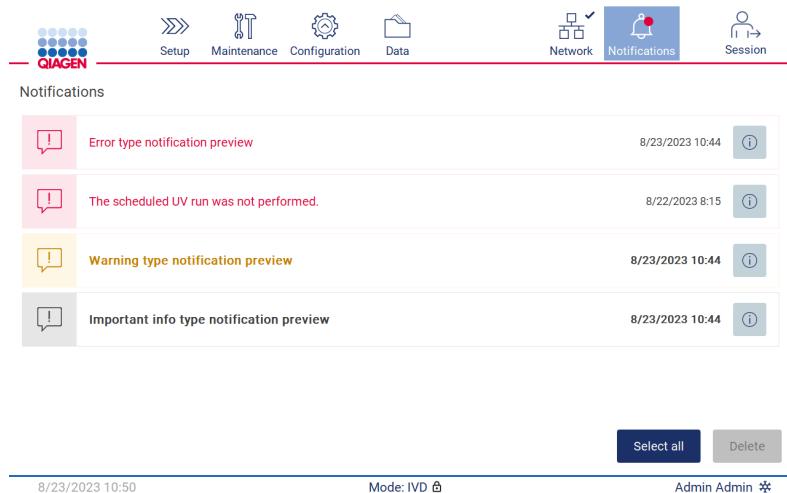 QIAGEN
Setup
Maintenance
Configuration
Data
Network
Notifications
Session
Notifications
Error type notification preview 8/23/2023 10:44
The scheduled UV run was not performed. 8/22/2023 8:15
Warning type notification preview 8/23/2023 10:44
Important info type notification preview 8/23/2023 10:44
Select all
Delete
8/23/2023 10:50
Mode: IVD
Admin Admin